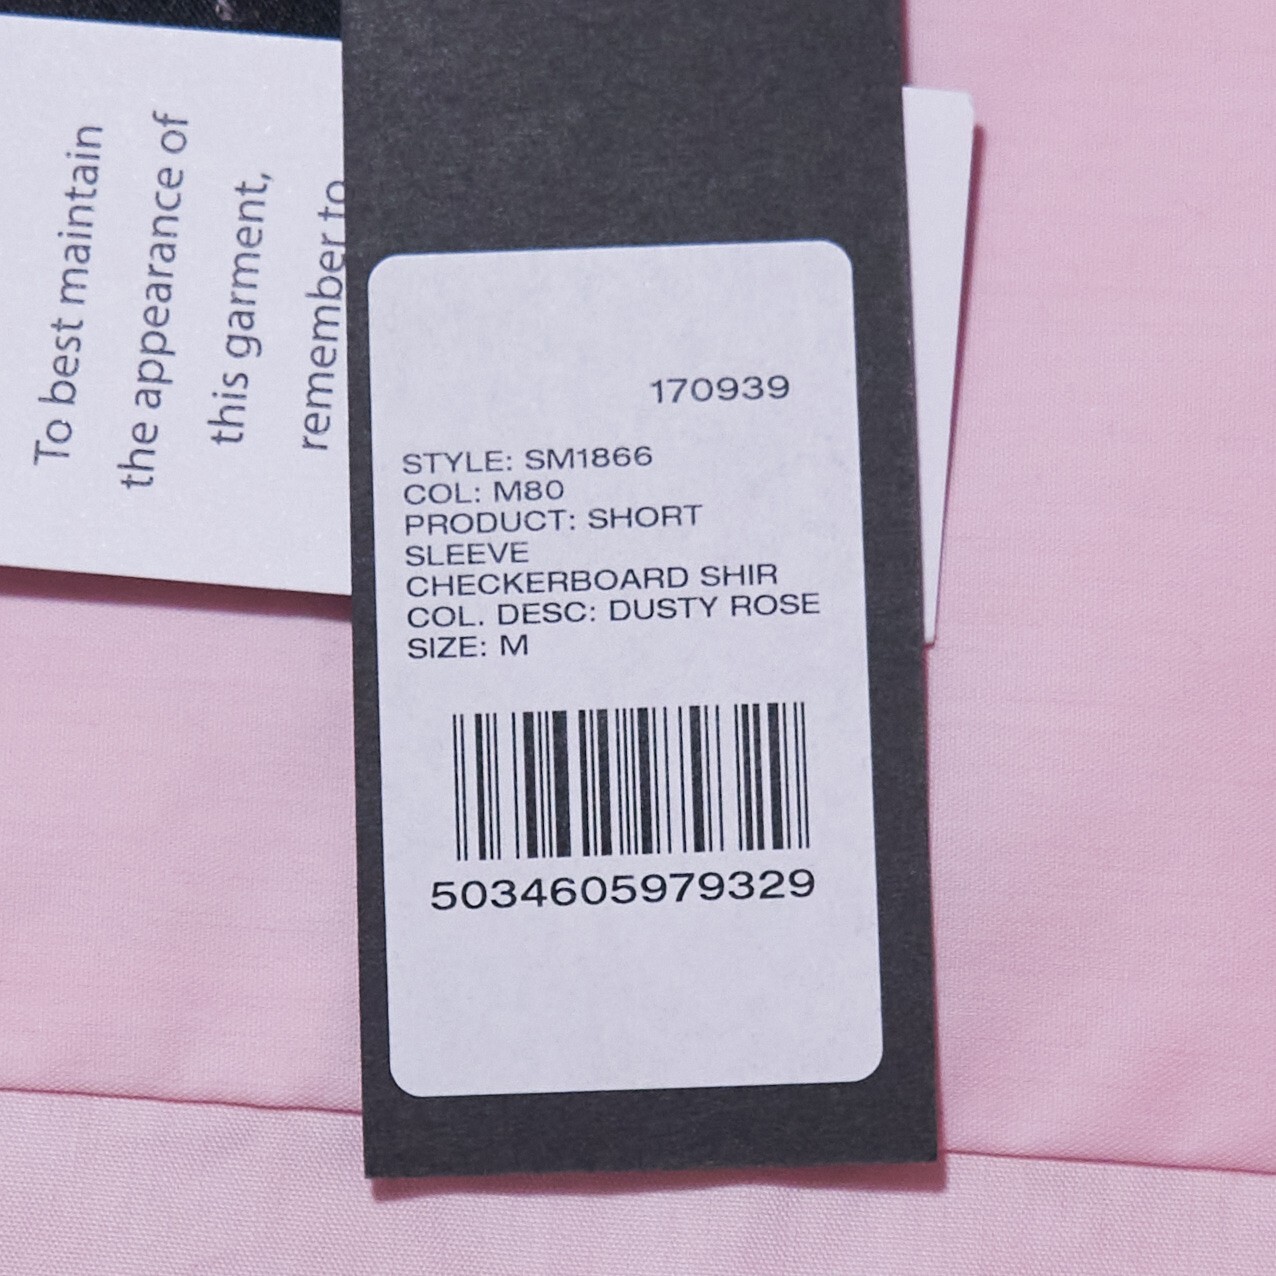 To best maintain
the appearance of
this garment,
remember to
170939
STYLE: SM1866
COL: M80
PRODUCT: SHORT
SLEEVE
CHECKERBOARD SHIR
COL. DESC: DUSTY ROSE
SIZE: M
5034605979329